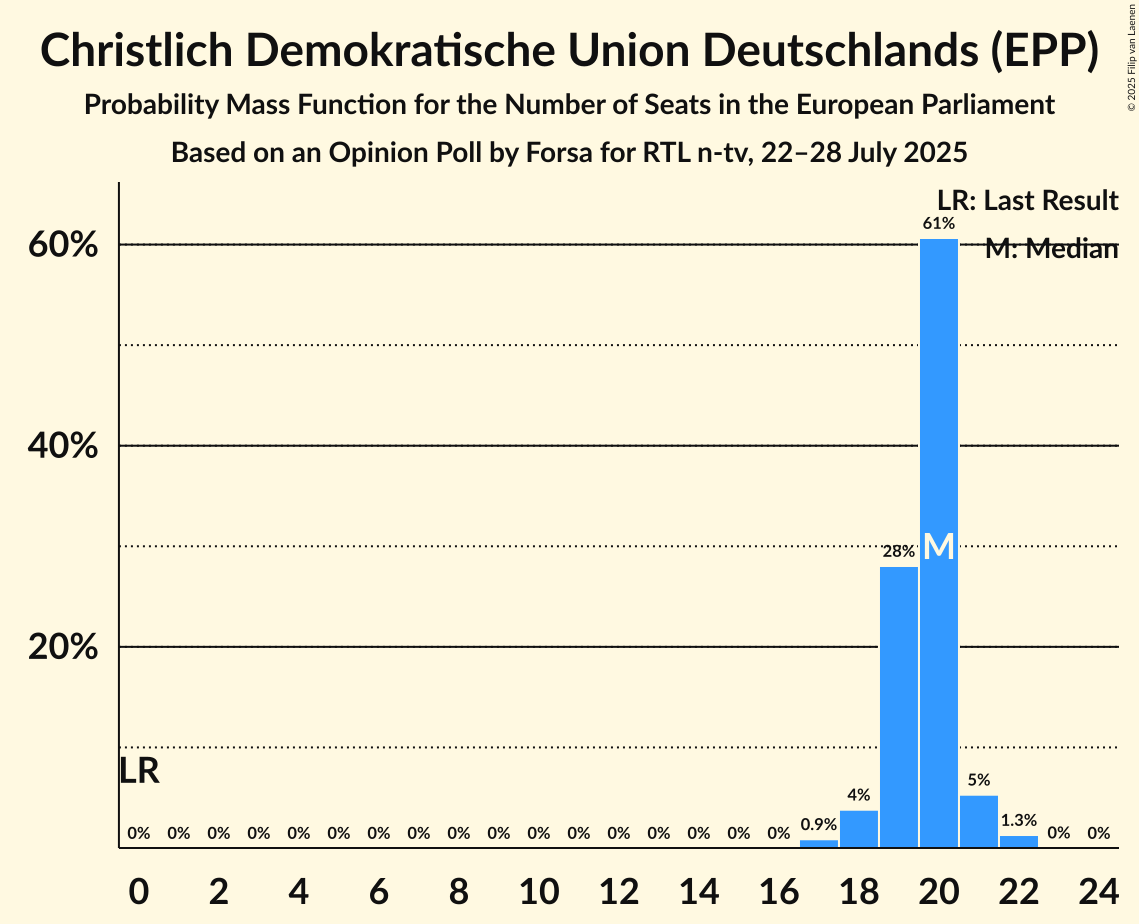 Christlich Demokratische Union Deutschlands (EPP)
Probability Mass Function for the Number of Seats in the European Parliament
Based on an Opinion Poll by Forsa for RTL n-tv, 22–28 July 2025
© 2025 Filip van Laenen
LR: Last Result
M: Median
60%
40%
20%
61%
28%
M
LR
0% 0% 0% 0% 0% 0% 0% 0% 0% 0% 0% 0% 0% 0% 0% 0% 0% 0.9% 4% 5% 1.3% 0% 0%
0 2 4 6 8 10 12 14 16 18 20 22 24